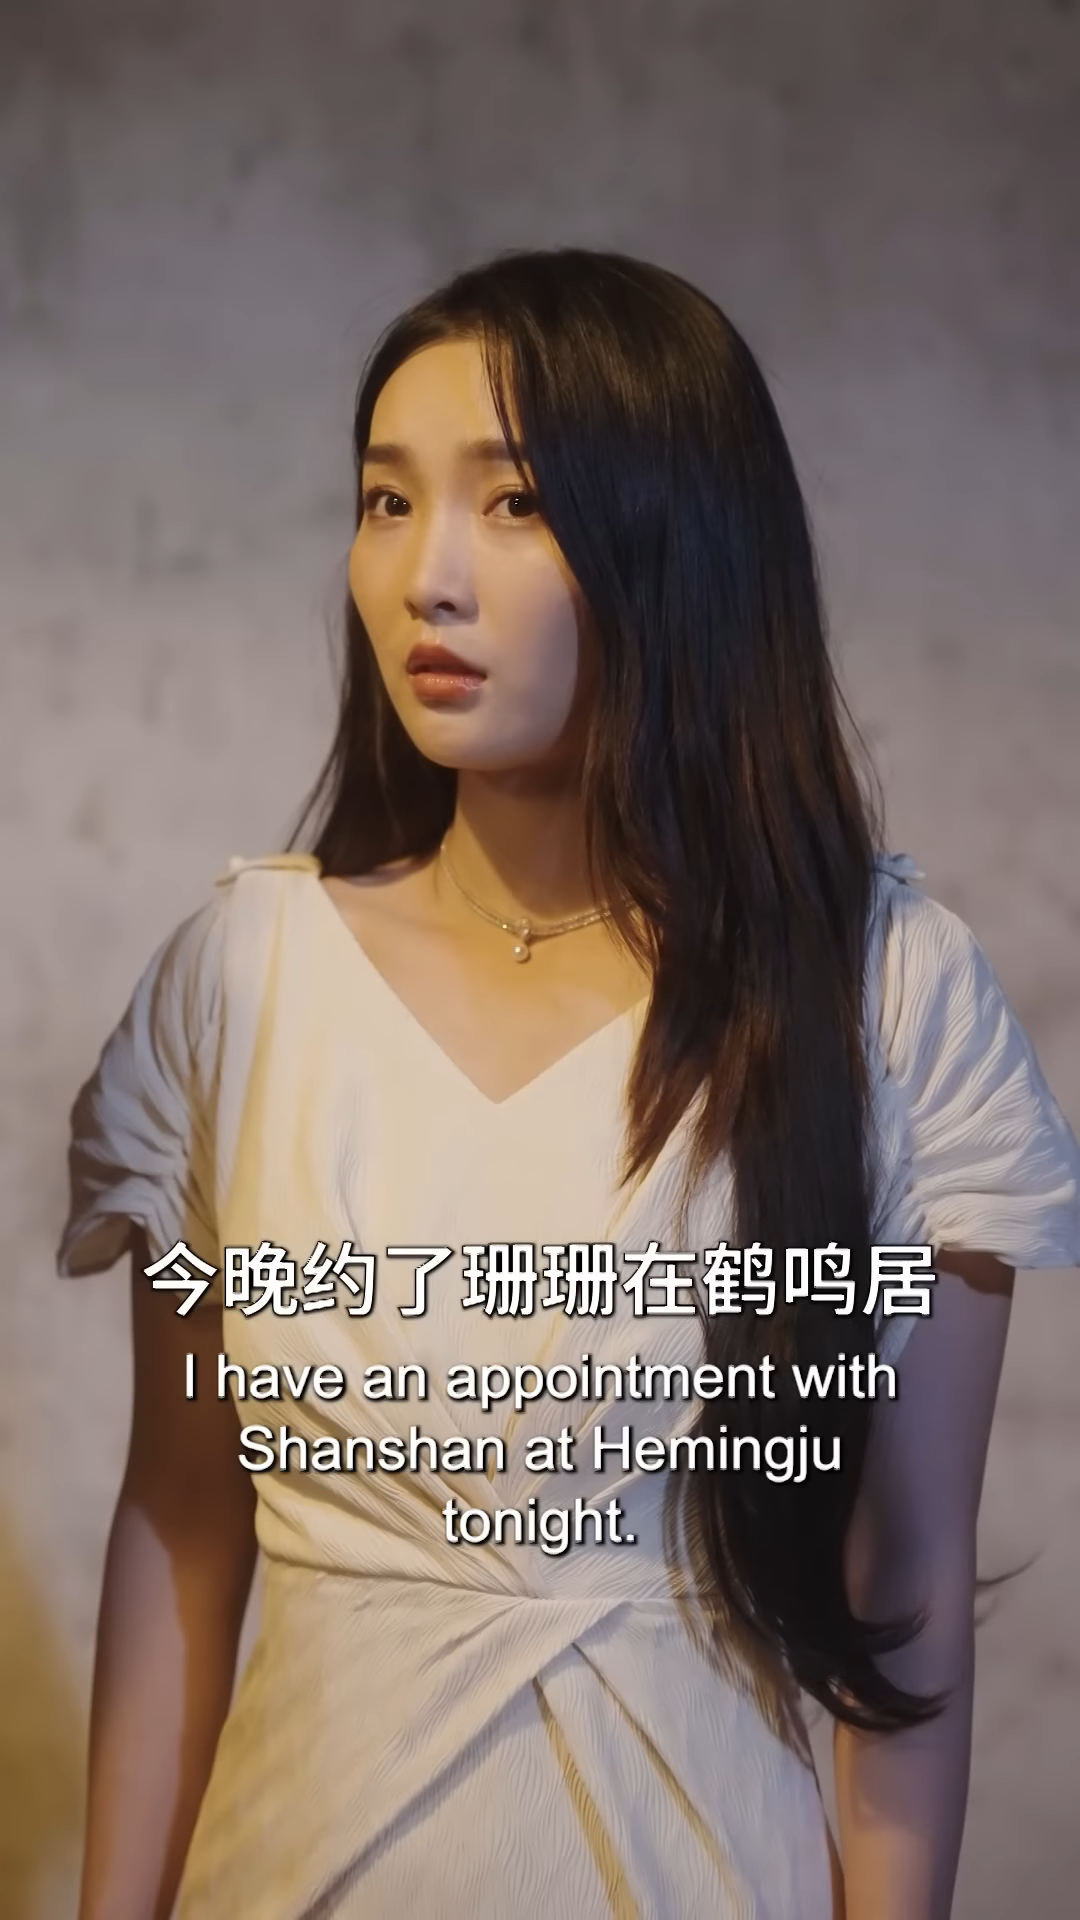 今晚约了珊珊在鹤鸣居
I have an appointment with
Shanshan at Hemingju
tonight.